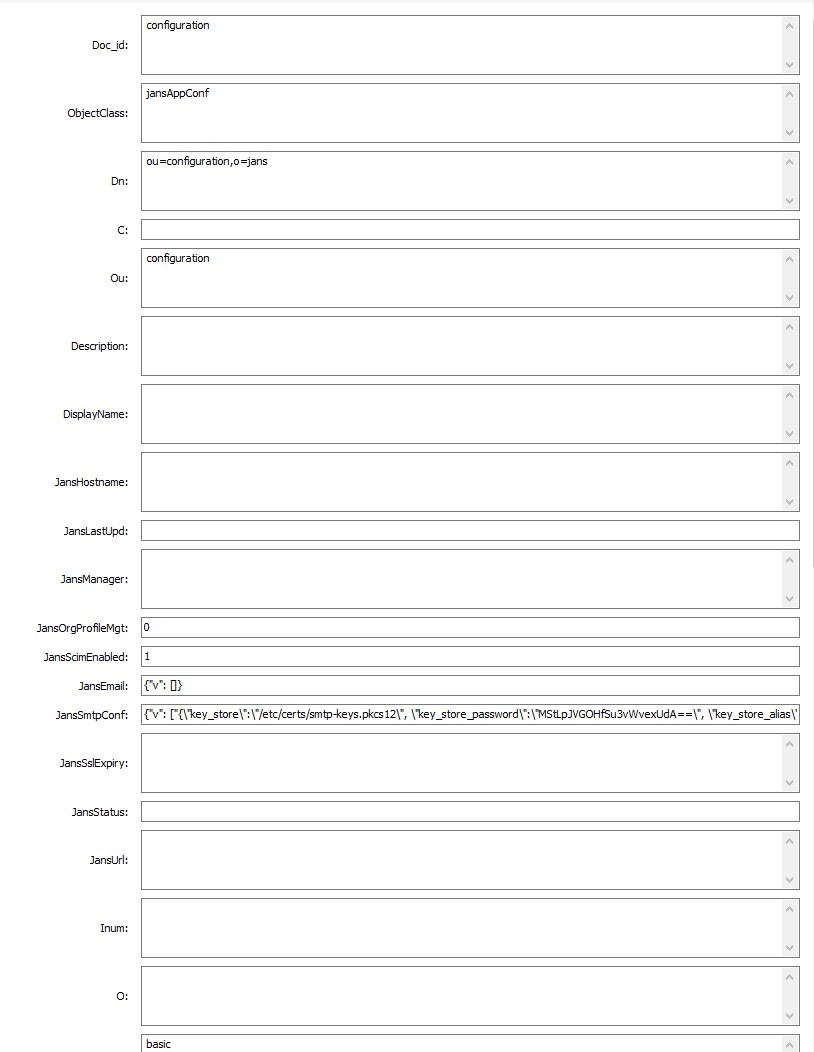 Doc_id:
configuration
ObjectClass:
jansAppConf
Dn:
ou=configuration,o=jans
C:
Ou:
configuration
Description:
DisplayName:
JansHostname:
JansLastUpd:
JansManager:
JansOrgProfileMgt:
0
JansScimEnabled:
1
JansEmail:
{"v": []}
JansSmtpConf:
{"v": ["{\"key_store\":\"/etc/certs/smtp-keys.pkcs12\", \"key_store_password\":\"MStLpJVGOHfSu3vWvexUdA==\", \"key_store_alias\"
JansSslExpiry:
JansStatus:
JansUrl:
Inum:
O:
basic